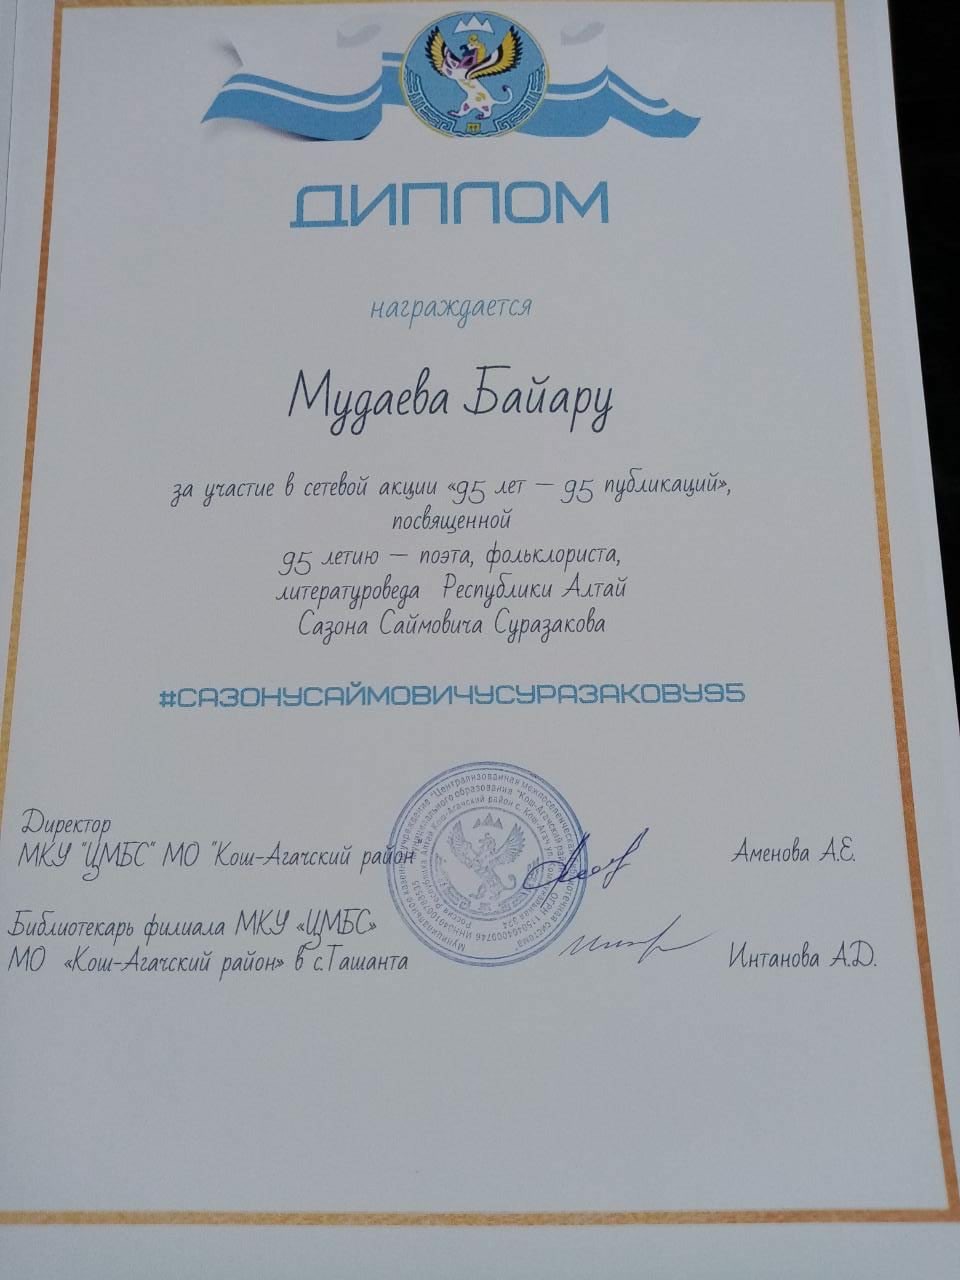 ДИПЛОМ
награждается
Мудаева Байару
за участие в сетевой акции «95 лет — 95 публикаций»,
посвященной
95 летию — поэта, фольклориста,
литературоведа Республики Алтай
Сазона Саймовича Суразакова
#САЗОНУСАЙМОВИЧУСУРАЗАКОВУ95
Директор
МКУ "ЦМБС" МО "Кош-Агачский район"
Аменова А.Е.
Библиотекарь филиала МКУ «ЦМБС»
МО «Кош-Агачский район» в с.Ташанта
Интанова А.Д.